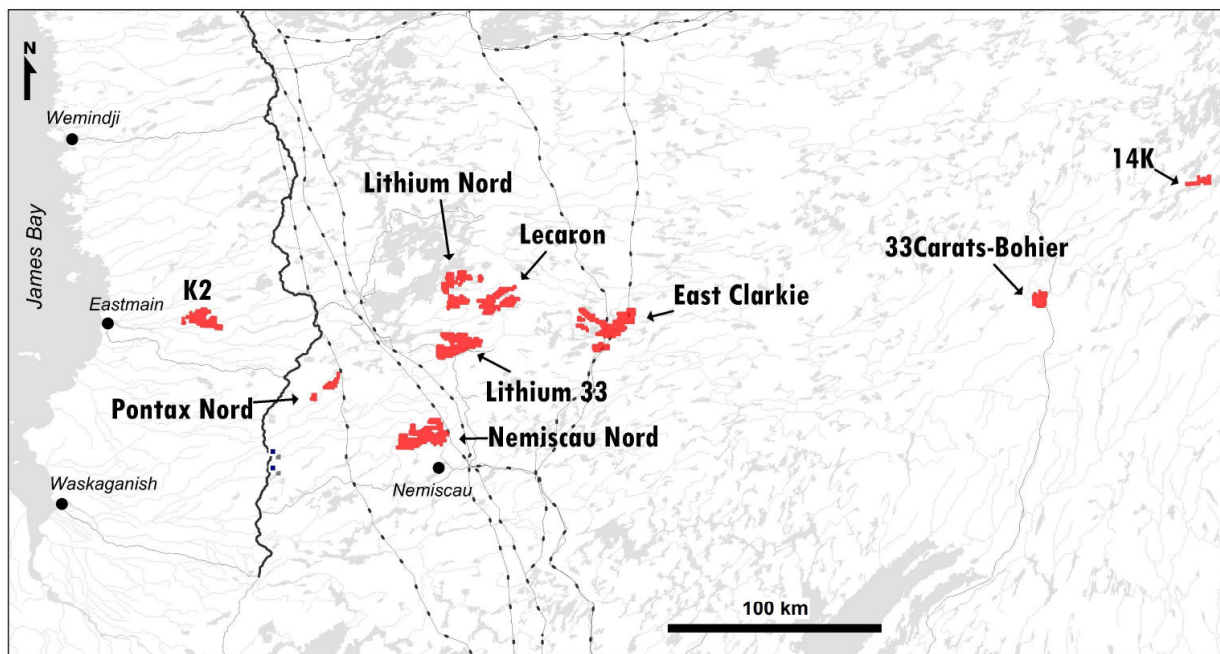 N
Wemindji
James Bay
14K
Lithium Nord
Lecaron
33Carats-Bohier
K2
Eastmain
East Clarkie
Lithium 33
Pontax Nord
Nemiscau Nord
Waskaganish
Nemiscau
100 km